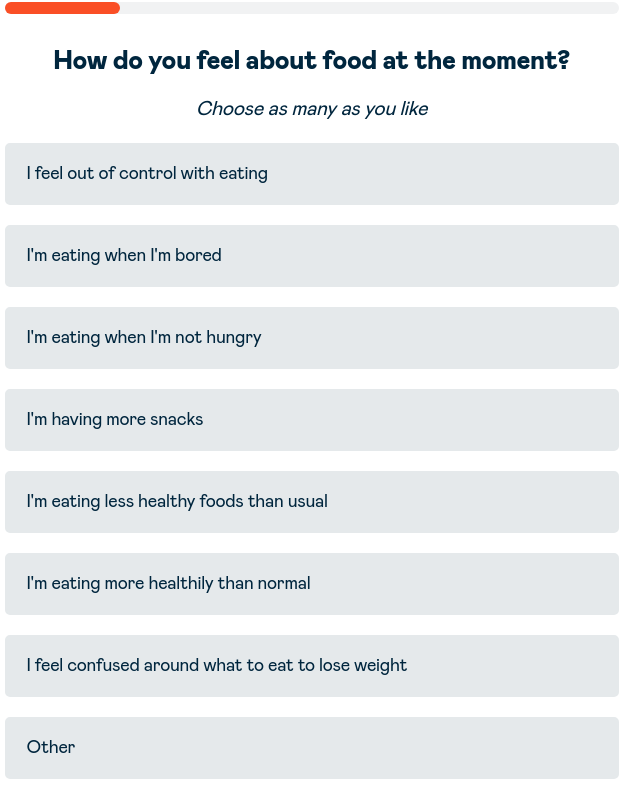 How do you feel about food at the moment?
Choose as many as you like
I feel out of control with eating
I'm eating when I'm bored
I'm eating when I'm not hungry
I'm having more snacks
I'm eating less healthy foods than usual
I'm eating more healthily than normal
I feel confused around what to eat to lose weight
Other